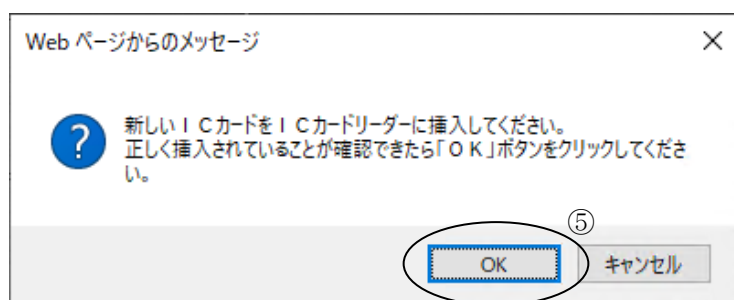 Web ページからのメッセージ
新しいＩＣカードをＩＣカードリーダーに挿入してください。
正しく挿入されていることが確認できたら「ＯＫ」ボタンをクリックしてくださ
い。
⑤
OK
キャンセル